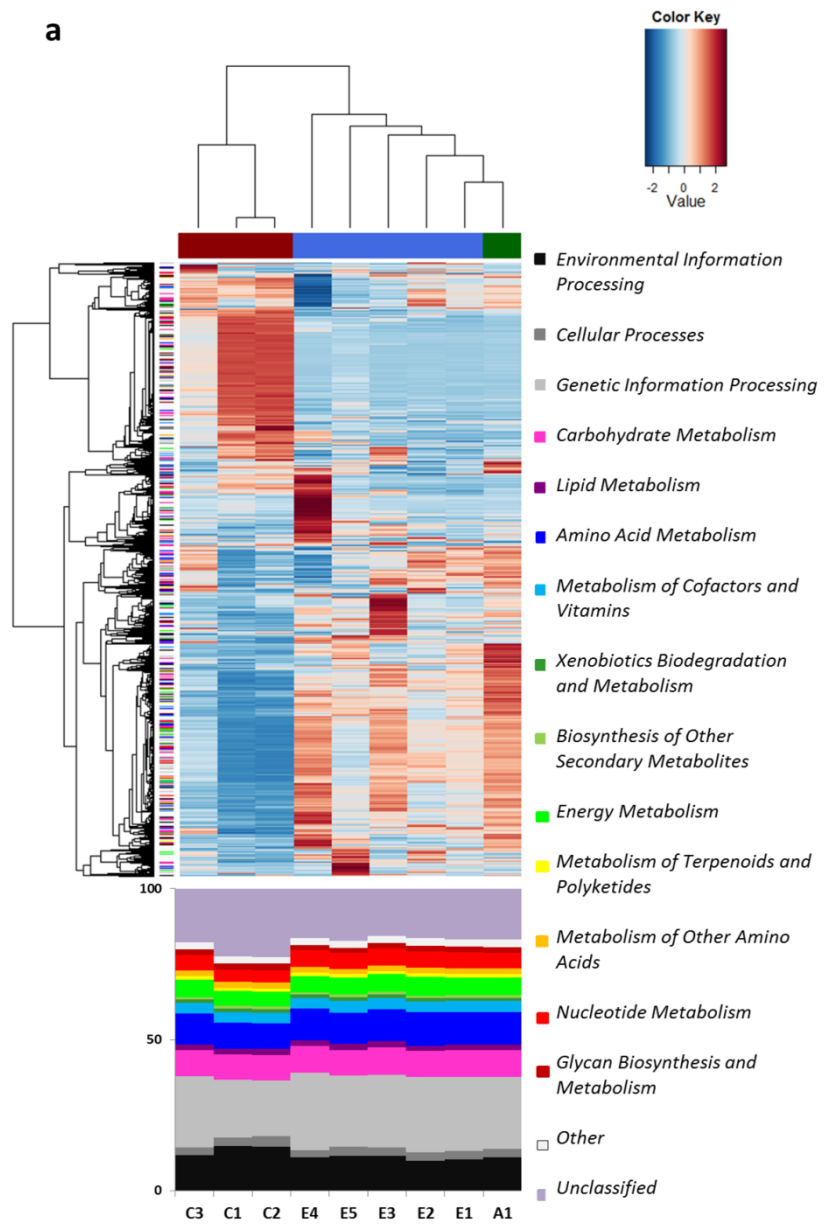 a
Color Key
-2 0 2
Value
Environmental Information
Processing
Cellular Processes
Genetic Information Processing
Carbohydrate Metabolism
Lipid Metabolism
Amino Acid Metabolism
Metabolism of Cofactors and
Vitamins
Xenobiotics Biodegradation
and Metabolism
Biosynthesis of Other
Secondary Metabolites
Energy Metabolism
Metabolism of Terpenoids and
Polyketides
Metabolism of Other Amino
Acids
Nucleotide Metabolism
Glycan Biosynthesis and
Metabolism
Other
Unclassified
100
50
0
C3 C1 C2 E4 E5 E3 E2 E1 A1